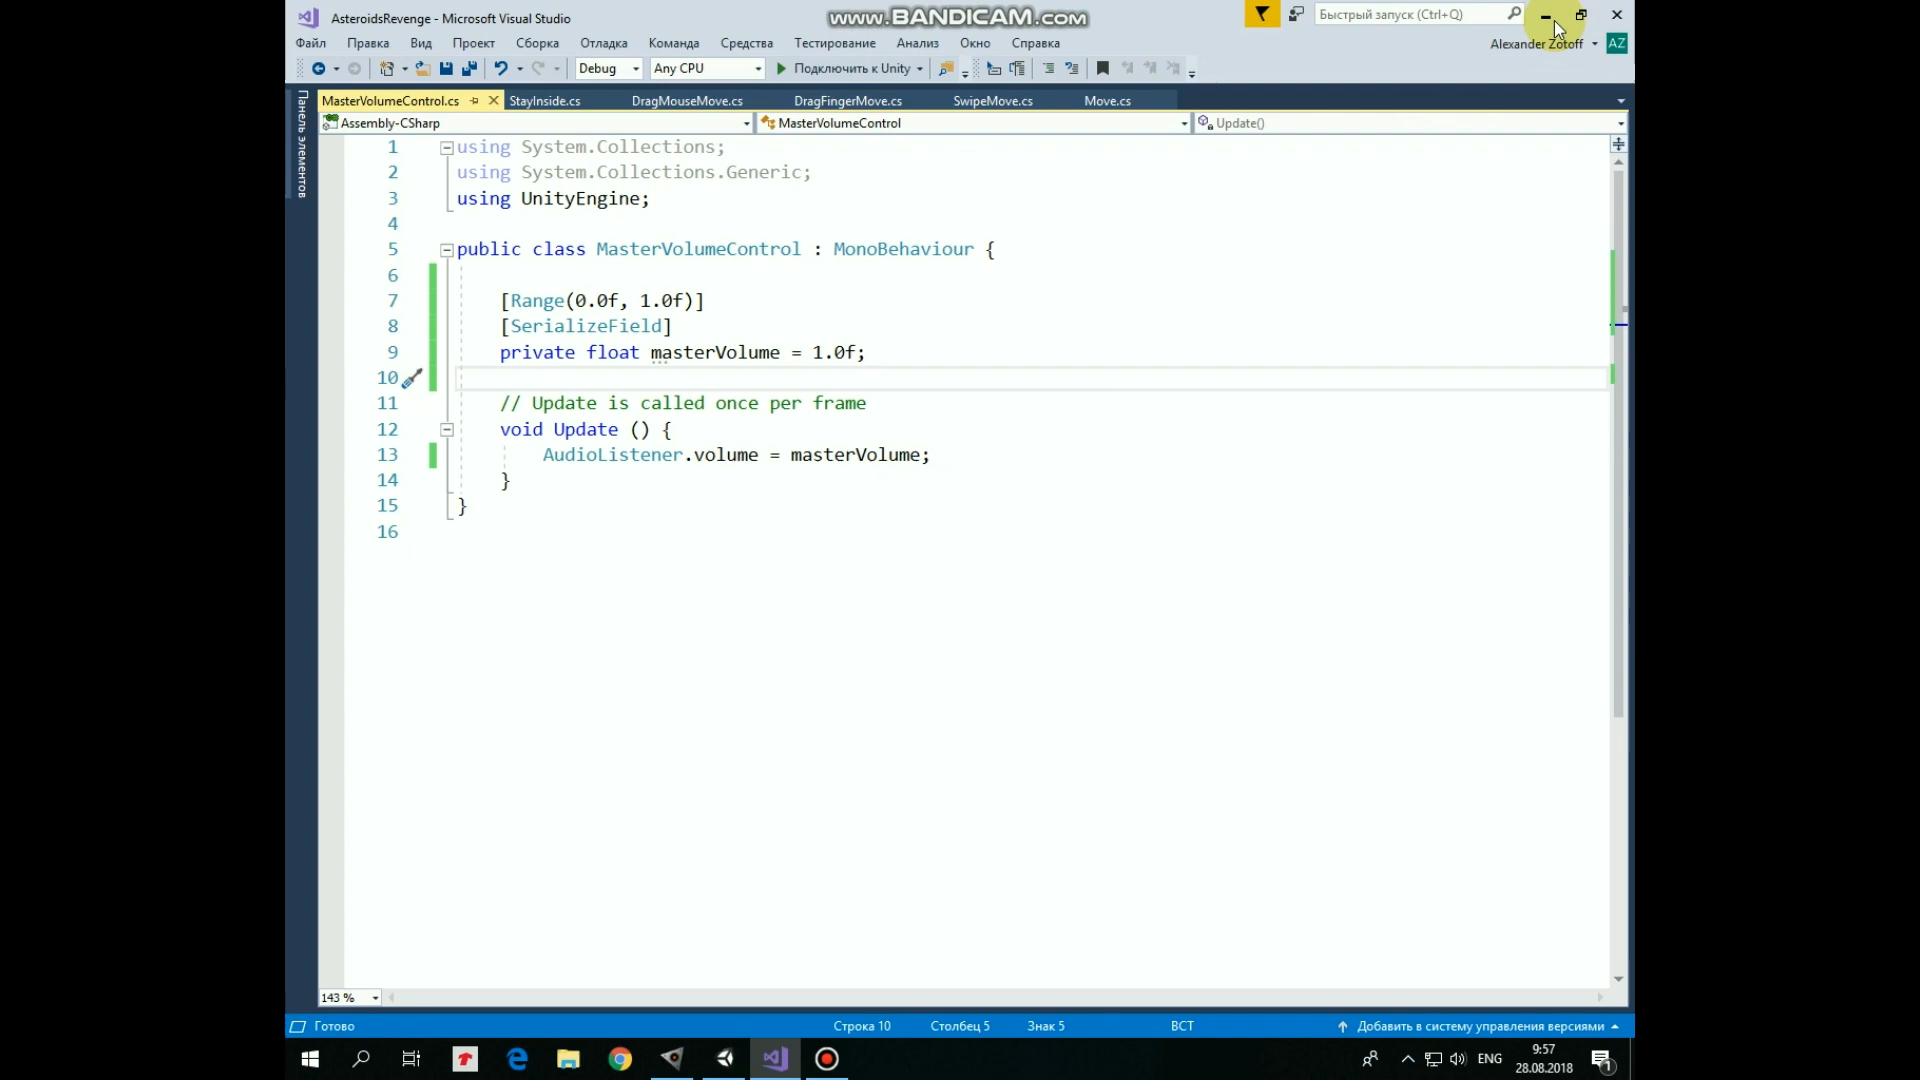 AsteroidsRevenge - Microsoft Visual Studio
www.BANDICAM.com
Быстрый запуск (Ctrl+Q)
Файл Правка Вид Проект Сборка Отладка Команда Средства Тестирование Анализ Окно Справка
Alexander Zotoff AZ
Debug Any CPU Подключить к Unity
Панель элементов
MasterVolumeControl.cs StayInside.cs DragMouseMove.cs DragFingerMove.cs SwipeMove.cs Move.cs
Assembly-CSharp MasterVolumeControl Update()
1 using System.Collections;
2 using System.Collections.Generic;
3 using UnityEngine;
4
5 public class MasterVolumeControl : MonoBehaviour {
6
7 [Range(0.0f, 1.0f)]
8 [SerializeField]
9 private float masterVolume = 1.0f;
10
11 // Update is called once per frame
12 void Update () {
13 AudioListener.volume = masterVolume;
14 }
15 }
16
143 %
Готово Строка 10 Столбец 5 Знак 5 ВСТ Добавить в систему управления версиями
ENG 9:57
28.08.2018 1